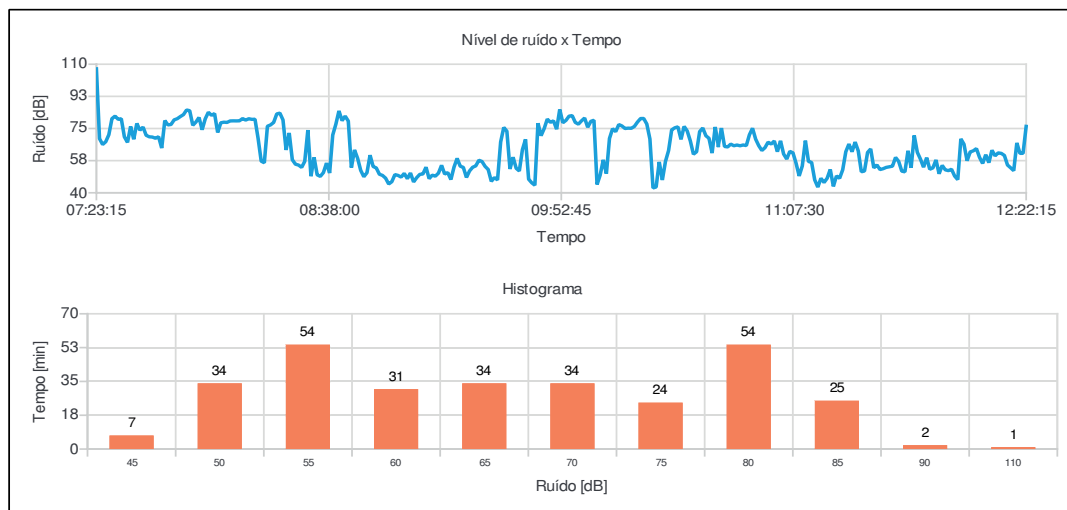 Nível de ruído x Tempo
110
93
75
58
40
Ruído [dB]
07:23:15 08:38:00 09:52:45 11:07:30 12:22:15
Tempo
Histograma
70
53
35
18
0
Tempo [min]
7 34 54 31 34 34 24 54 25 2 1
45 50 55 60 65 70 75 80 85 90 110
Ruído [dB]